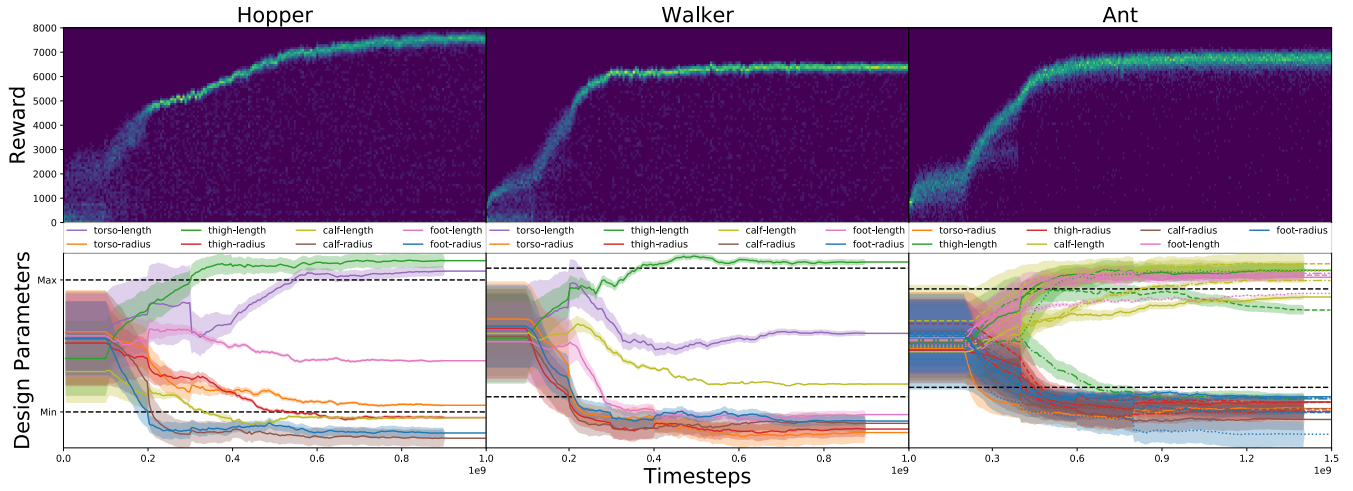 Hopper
Walker
Ant
Reward
8000
7000
6000
5000
4000
3000
2000
1000
0
torso-length thigh-length calf-length foot-length
torso-radius thigh-radius calf-radius foot-radius
torso-length thigh-length calf-length foot-length
torso-radius thigh-radius calf-radius foot-radius
torso-radius thigh-radius calf-radius foot-radius
thigh-length calf-length foot-length
Design Parameters
Max
Min
0.0 0.2 0.4 0.6 0.8 1.0
1e9
0.2 0.4 0.6 0.8 1.0
1e9
0.3 0.6 0.9 1.2 1.5
1e9
Timesteps